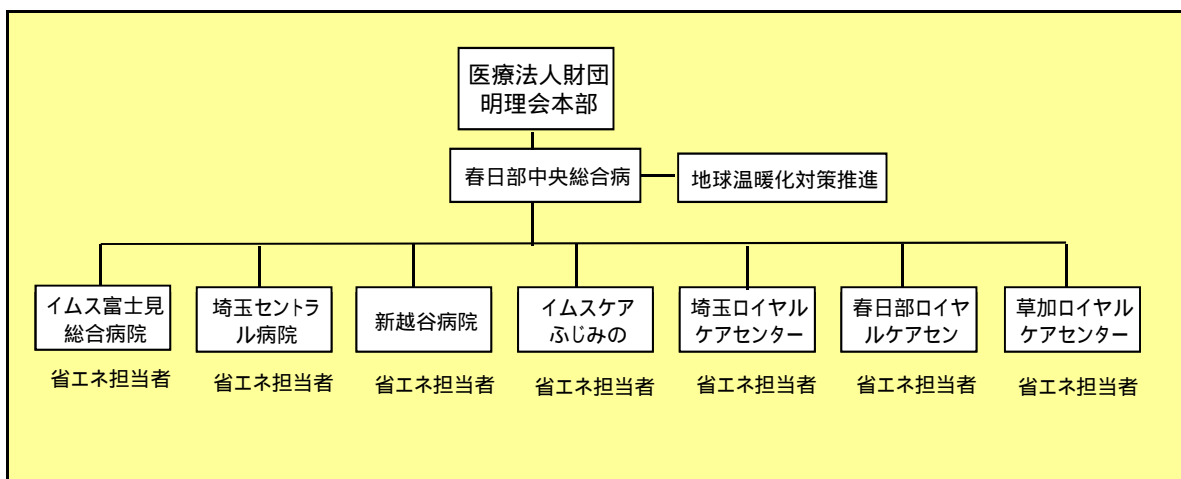 医療法人財団
明理会本部
春日部中央総合病
地球温暖化対策推進
イムス富士見
総合病院
埼玉セントラ
ル病院
新越谷病院
イムスケア
ふじみの
埼玉ロイヤル
ケアセンター
春日部ロイヤ
ルケアセン
草加ロイヤル
ケアセンター
省エネ担当者
省エネ担当者
省エネ担当者
省エネ担当者
省エネ担当者
省エネ担当者
省エネ担当者